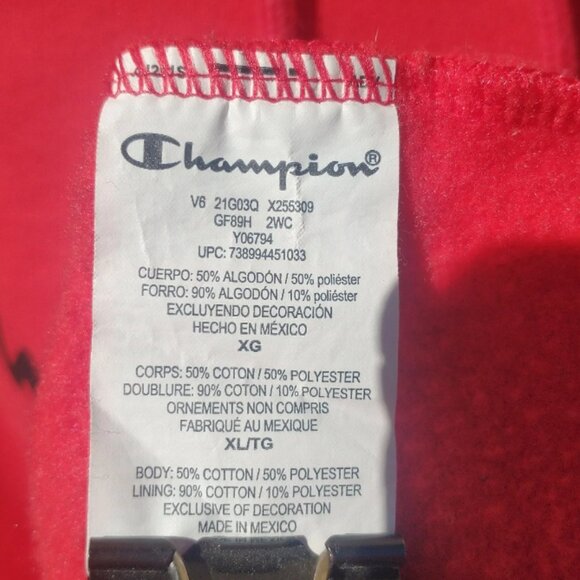 Champion®
V6 21G03Q X255309
GF89H 2WC
Y06794
UPC: 738994451033
CUERPO: 50% ALGODÓN / 50% poliéster
FORRO: 90% ALGODÓN / 10% poliéster
EXCLUYENDO DECORACIÓN
HECHO EN MÉXICO
XG
CORPS: 50% COTON / 50% POLYESTER
DOUBLURE: 90% COTON / 10% POLYESTER
ORNEMENTS NON COMPRIS
FABRIQUÉ AU MEXIQUE
XL/TG
BODY: 50% COTTON / 50% POLYESTER
LINING: 90% COTTON / 10% POLYESTER
EXCLUSIVE OF DECORATION
MADE IN MEXICO